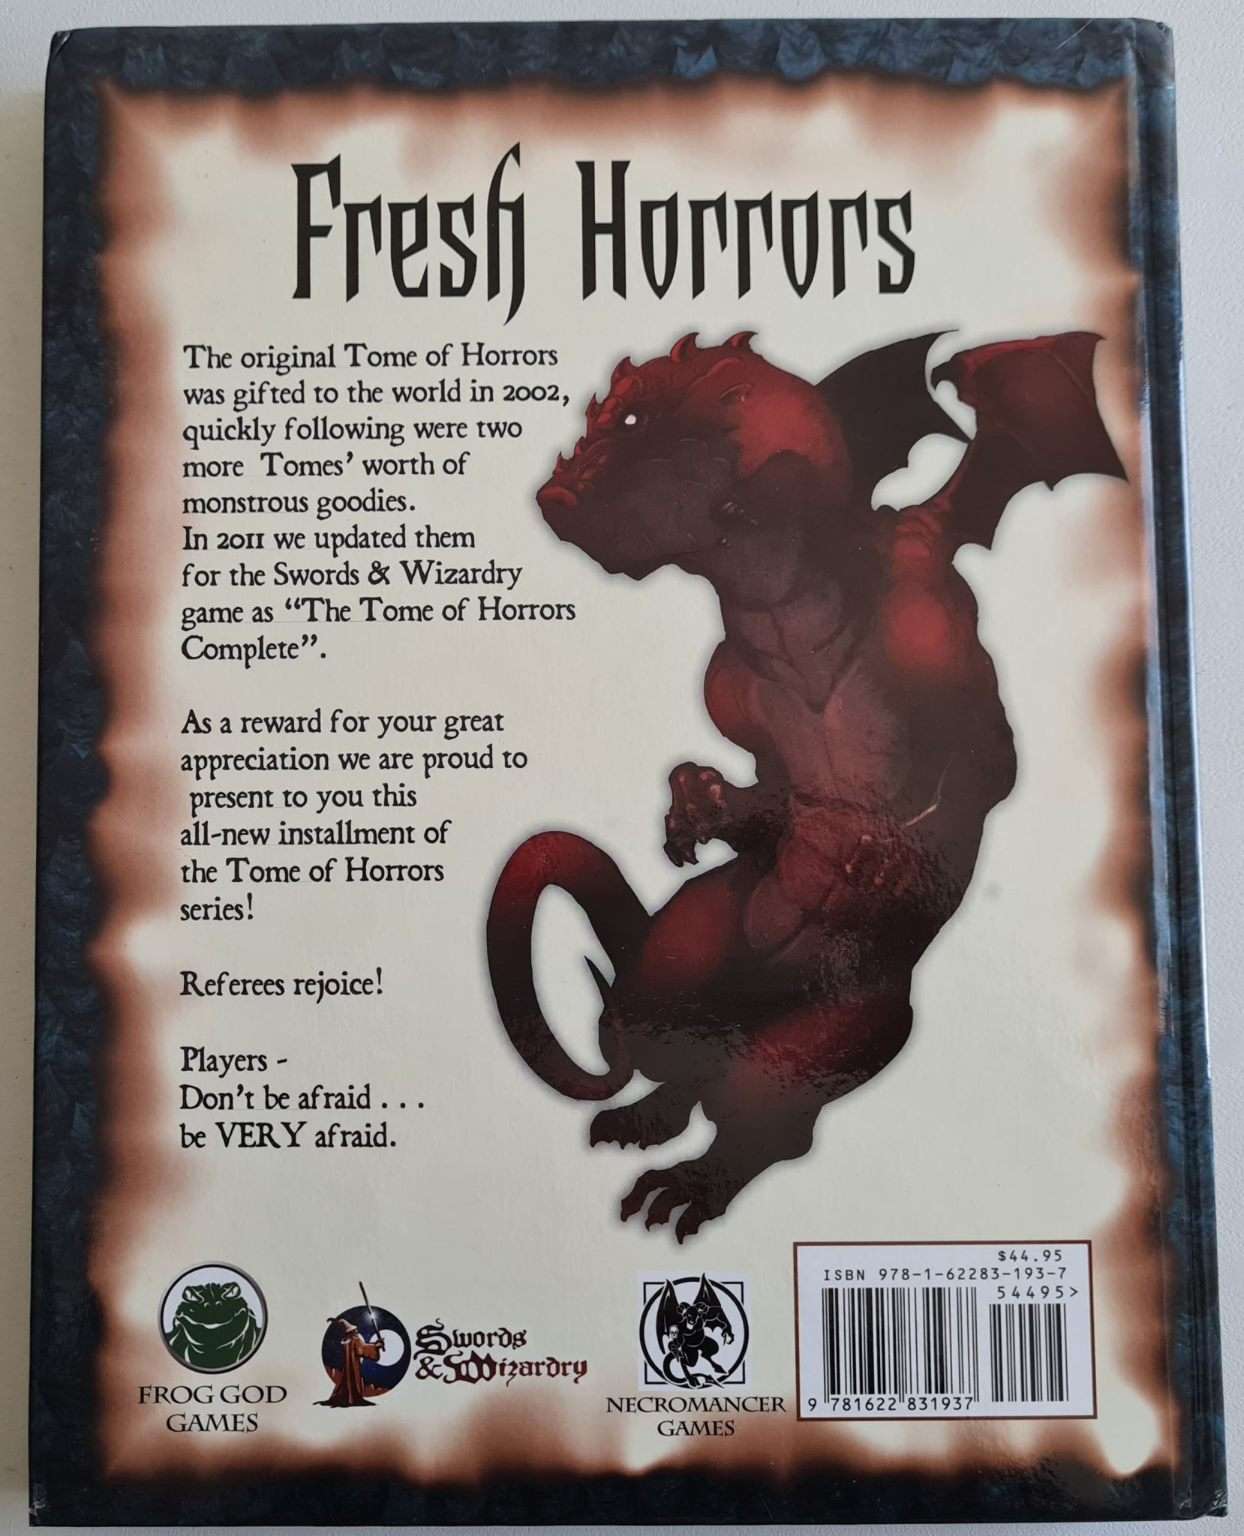 Fresh Horrors
The original Tome of Horrors
was gifted to the world in 2002,
quickly following were two
more Tomes' worth of
monstrous goodies.
In 2011 we updated them
for the Swords & Wizardry
game as “The Tome of Horrors
Complete”.
As a reward for your great
appreciation we are proud to
present to you this
all-new installment of
the Tome of Horrors
series!
Referees rejoice!
Players -
Don't be afraid . . .
be VERY afraid.
FROG GOD
GAMES
Swords
& Wizardry
NECROMANCER
GAMES
$44.95
ISBN 978-1-62283-193-7
54495>
9 781622 831937